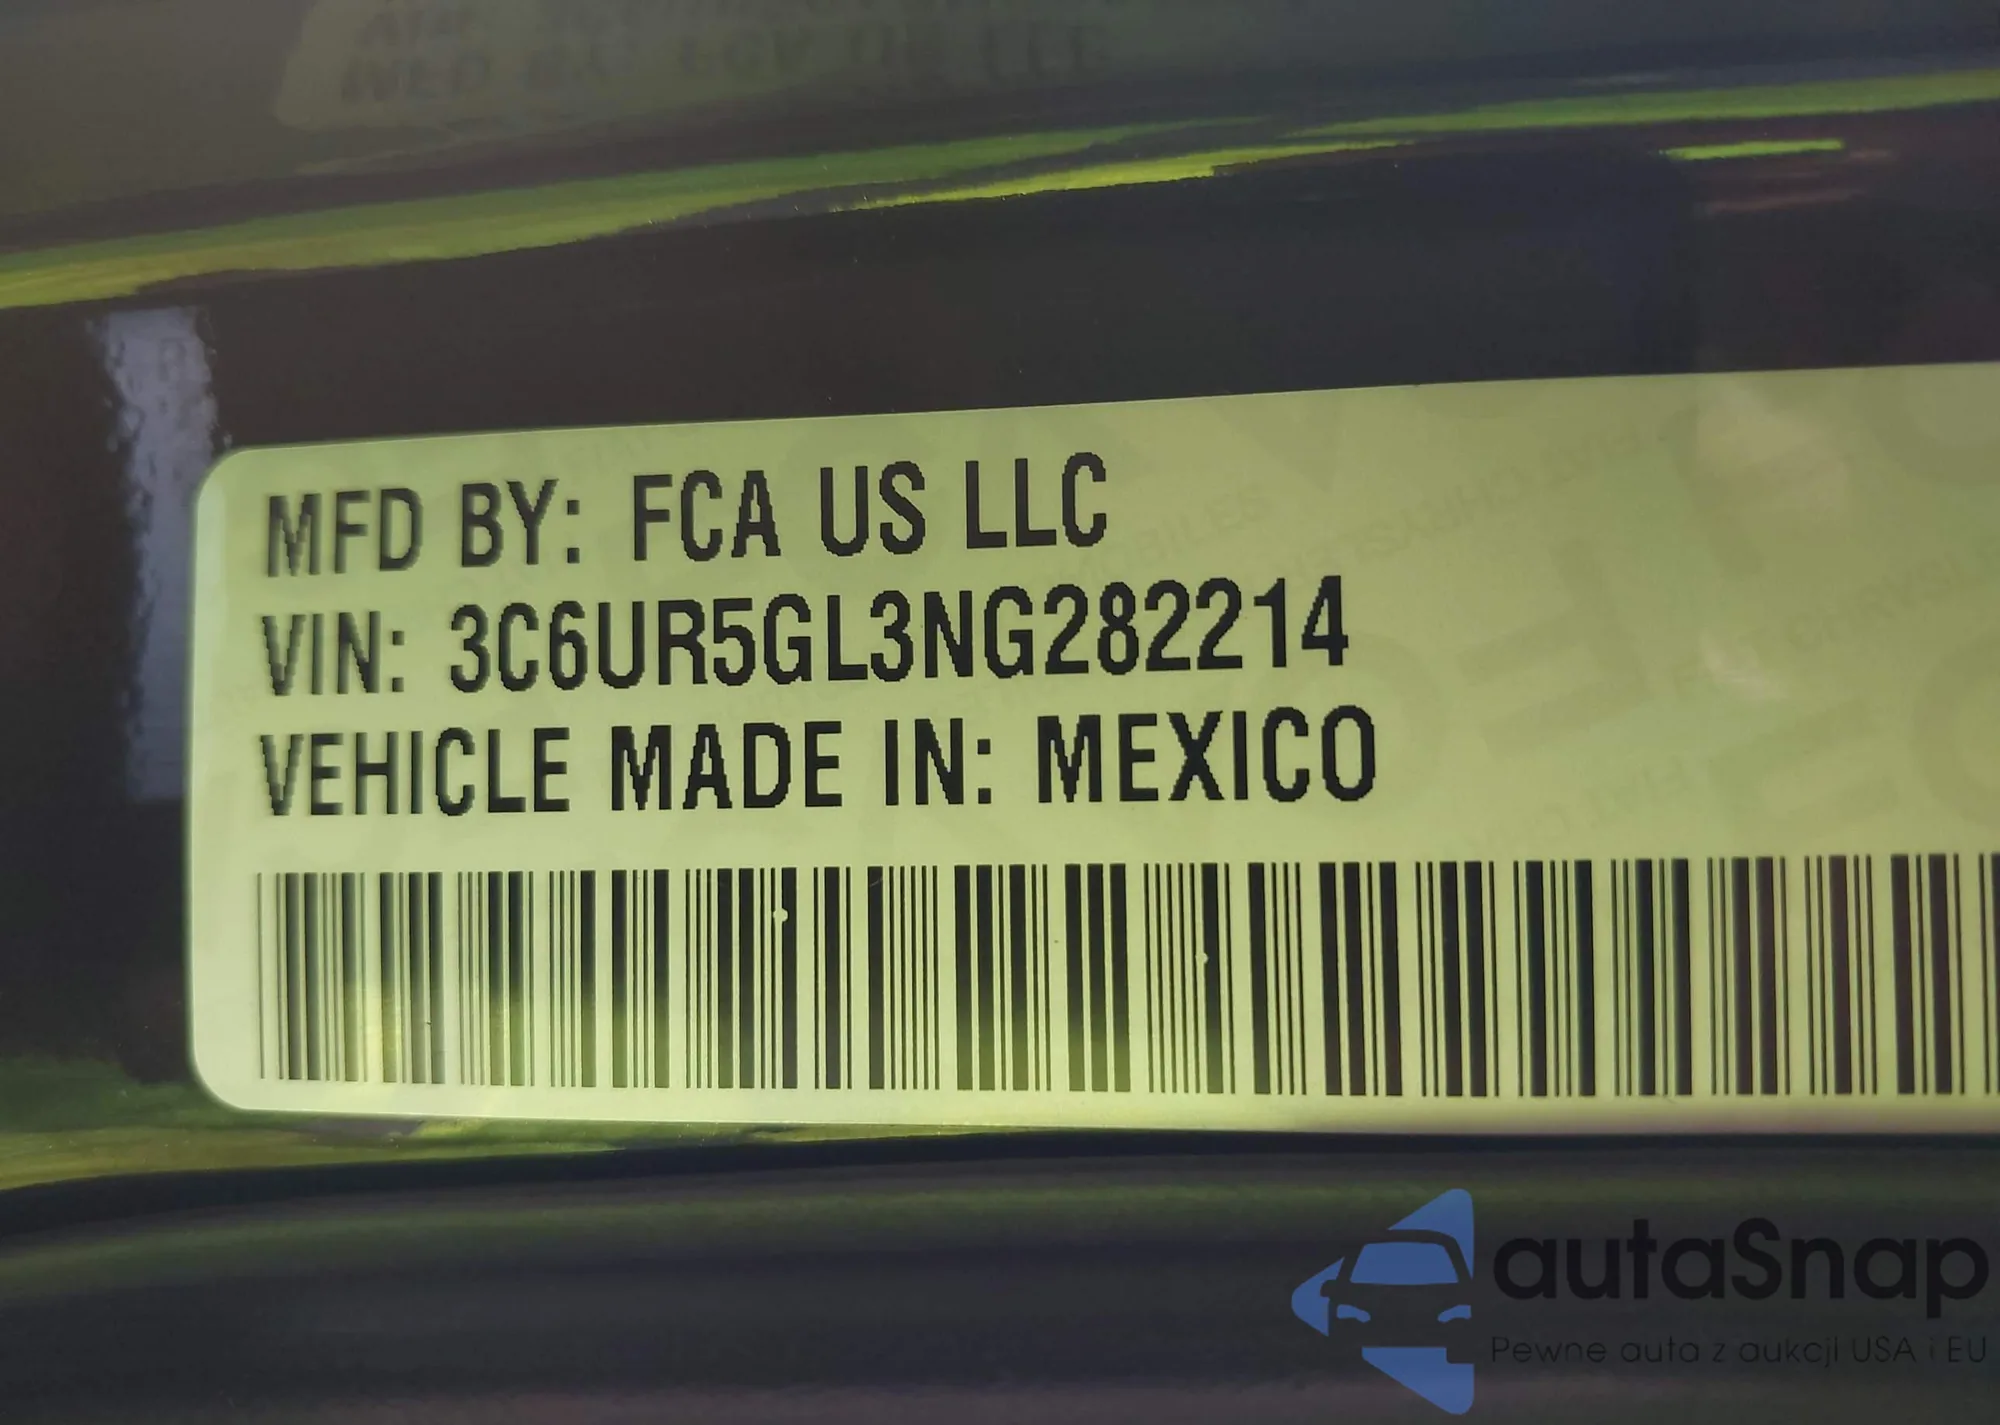 MFD BY: FCA US LLC
VIN: 3C6UR5GL3NG282214
VEHICLE MADE IN: MEXICO
autaSnap
Pewne auta z aukcji USA i EU